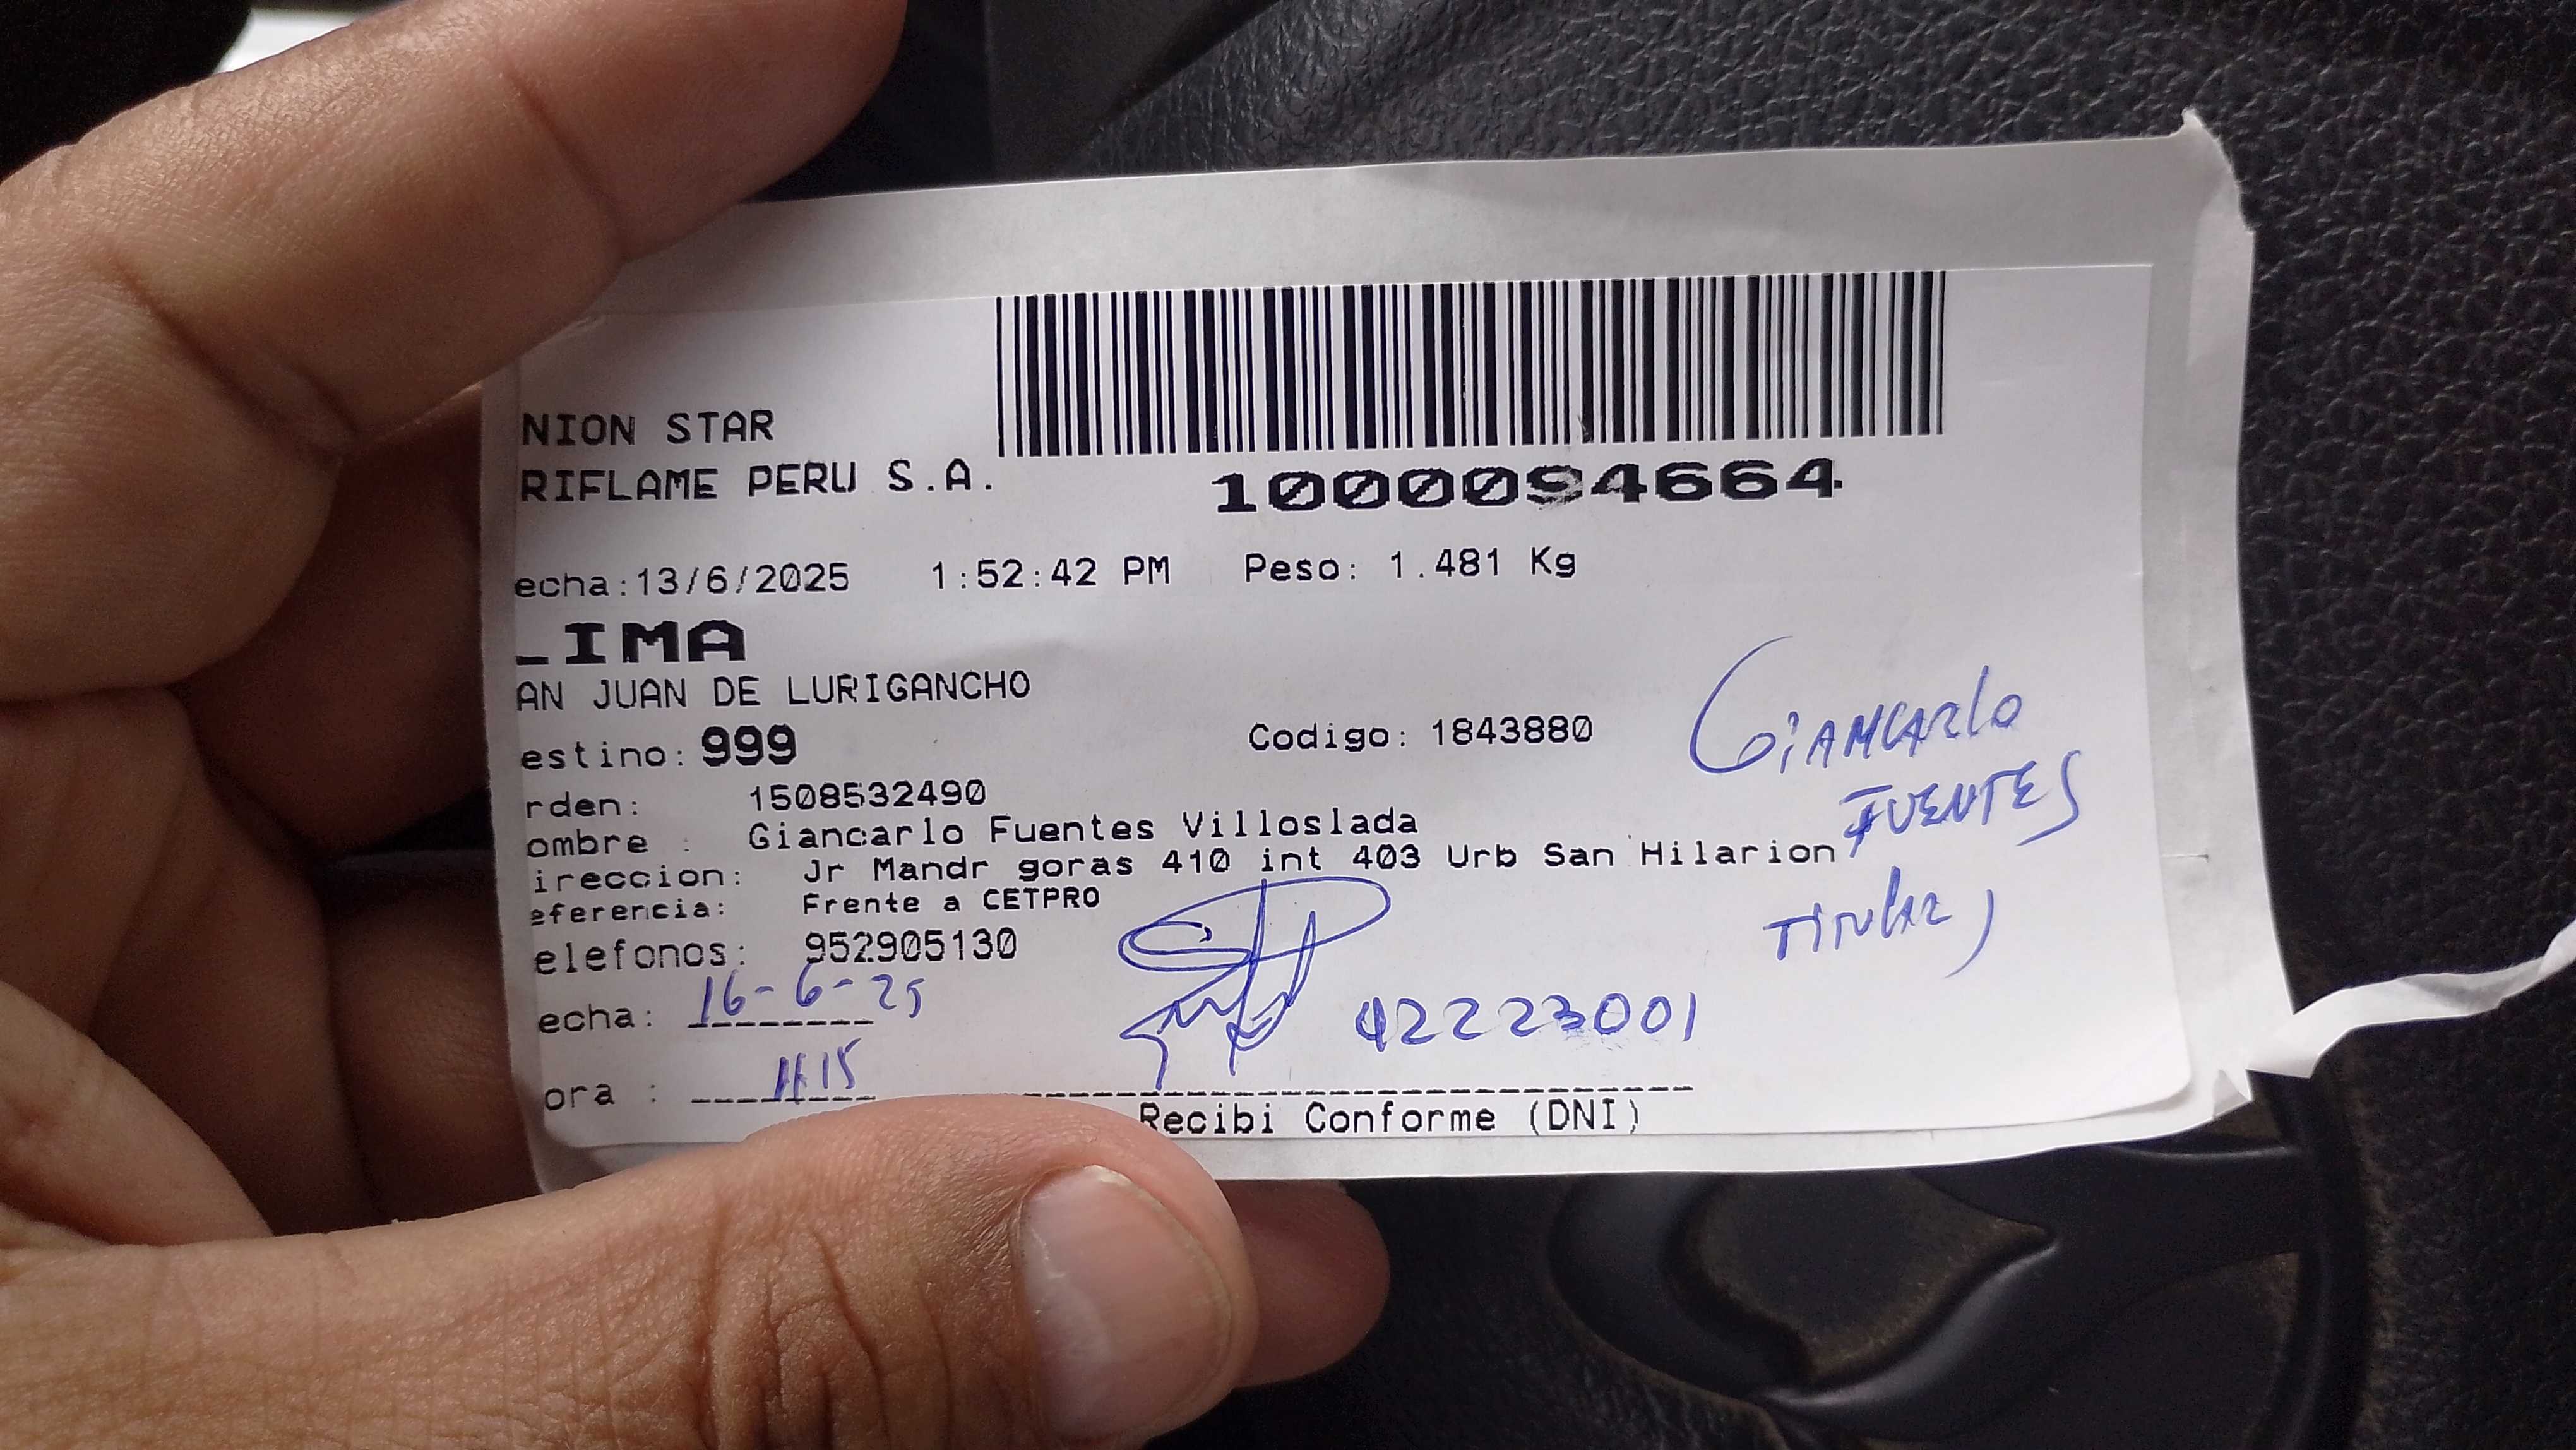 NION STAR
RIFLAME PERU S.A.
1000094664
echa:13/6/2025 1:52:42 PM Peso: 1.481 Kg
LIMA
AN JUAN DE LURIGANCHO
estino: 999 Codigo: 1843880
rden: 1508532490
ombre : Giancarlo Fuentes Villoslada
ireccion: Jr Mandr goras 410 int 403 Urb San Hilarion
eferencia: Frente a CETPRO
elefonos: 952905130
GiANCARlo
FUENTES
TiTulAR
echa: 16-6-25
42223001
ora : 1115
Recibi Conforme (DNI)